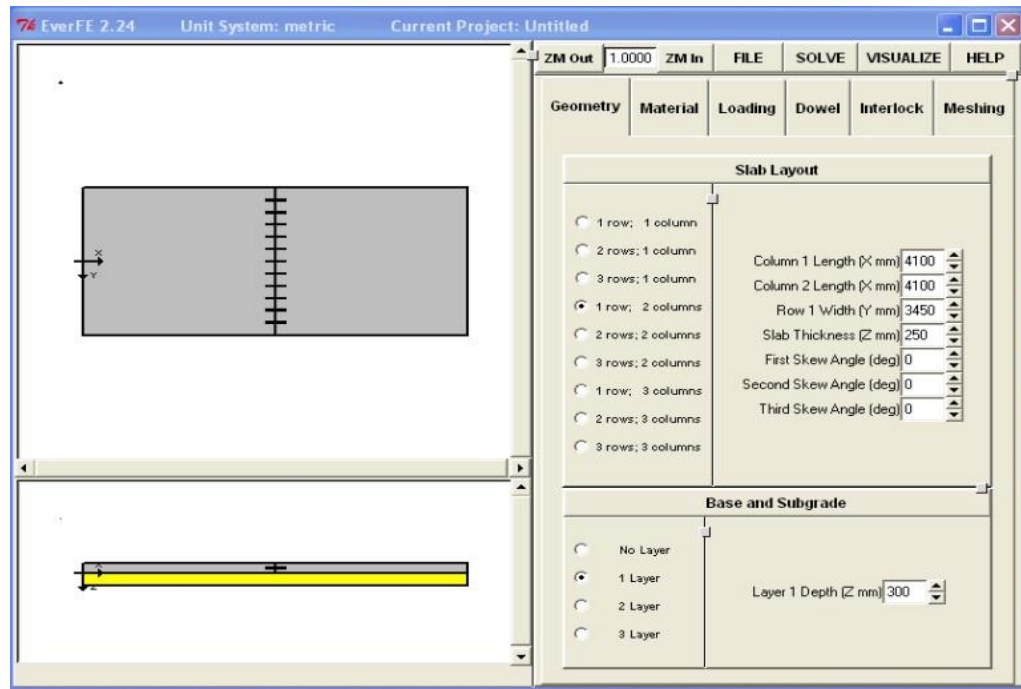 7% EverFE 2.24 Unit System: metric Current Project: Untitled
ZM Out 1.0000 ZM In FILE SOLVE VISUALIZE HELP
Geometry Material Loading Dowel Interlock Meshing
Slab Layout
1 row; 1 column
2 rows; 1 column
3 rows; 1 column
1 row; 2 columns
2 rows; 2 columns
3 rows; 2 columns
1 row; 3 columns
2 rows; 3 columns
3 rows; 3 columns
Column 1 Length (X mm) 4100
Column 2 Length (X mm) 4100
Row 1 Width (Y mm) 3450
Slab Thickness (Z mm) 250
First Skew Angle (deg) 0
Second Skew Angle (deg) 0
Third Skew Angle (deg) 0
X
Y
Base and Subgrade
No Layer
1 Layer
2 Layer
3 Layer
Layer 1 Depth (Z mm) 300
X
Z